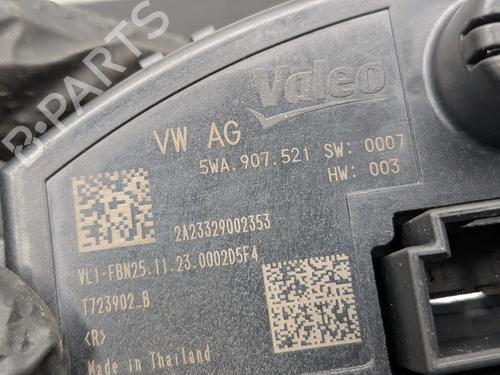 B-PARTS
Valeo
VW AG
5WA.907.521 SW: 0007
HW: 003
2A23329002353
VL1-FBN25.11.23.0002D5F4
T723902_B
<R>
Made in Thailand